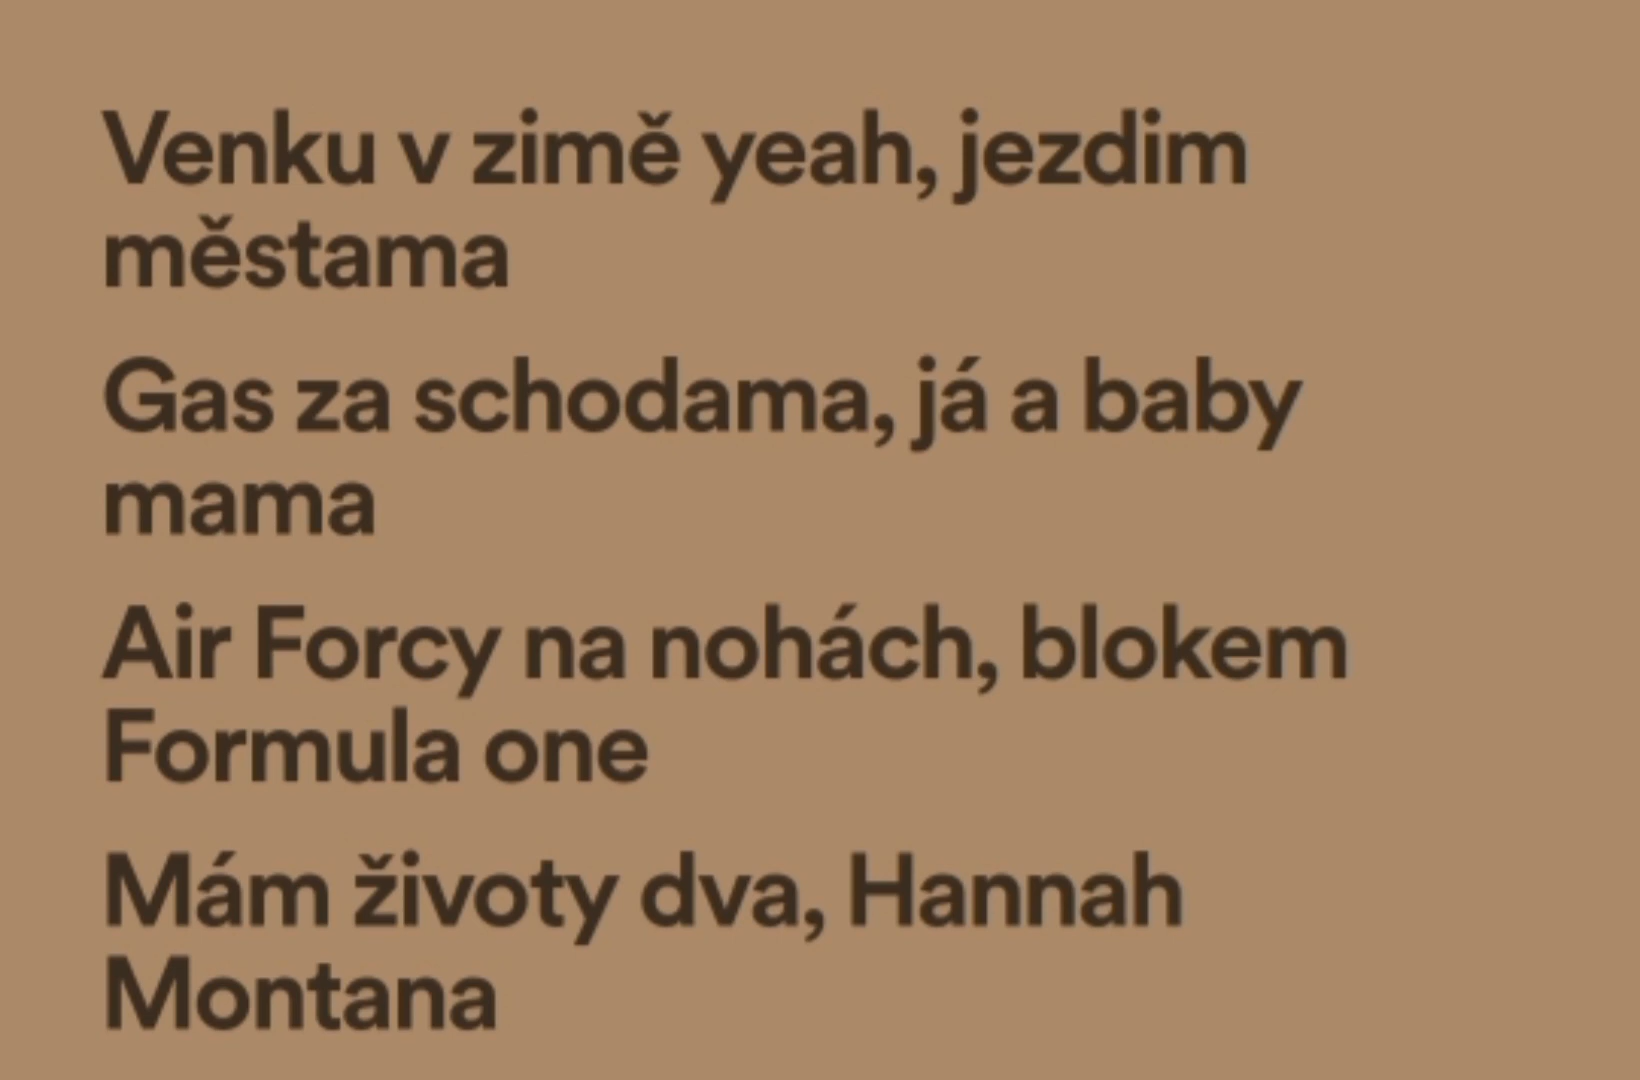 Venku v zimě yeah, jezdim
městama
Gas za schodama, já a baby
mama
Air Forcy na nohách, blokem
Formula one
Mám životy dva, Hannah
Montana